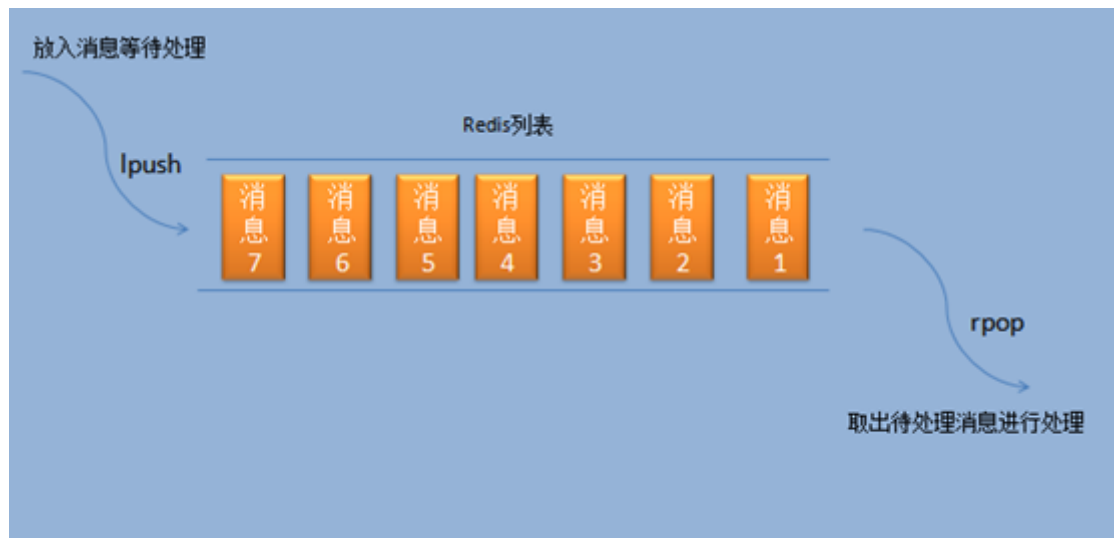 放入消息等待处理
Redis列表
lpush
消息7
消息6
消息5
消息4
消息3
消息2
消息1
rpop
取出待处理消息进行处理